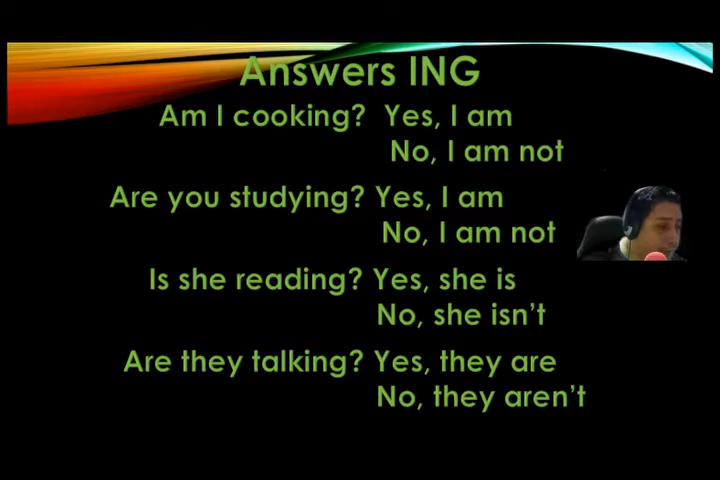 Answers ING
Am I cooking? Yes, I am
No, I am not
Are you studying? Yes, I am
No, I am not
Is she reading? Yes, she is
No, she isn't
Are they talking? Yes, they are
No, they aren't